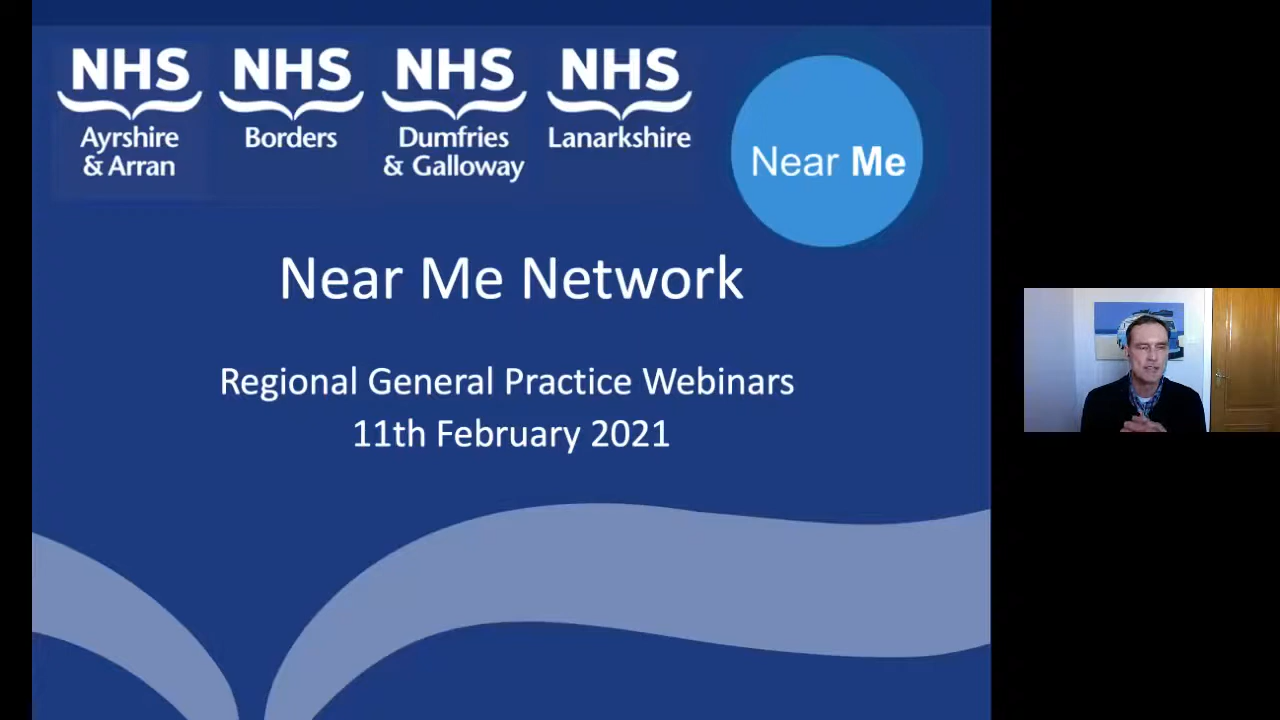 NHS
Ayrshire
& Arran
NHS
Borders
NHS
Dumfries
& Galloway
NHS
Lanarkshire
Near Me
Near Me Network
Regional General Practice Webinars
11th February 2021